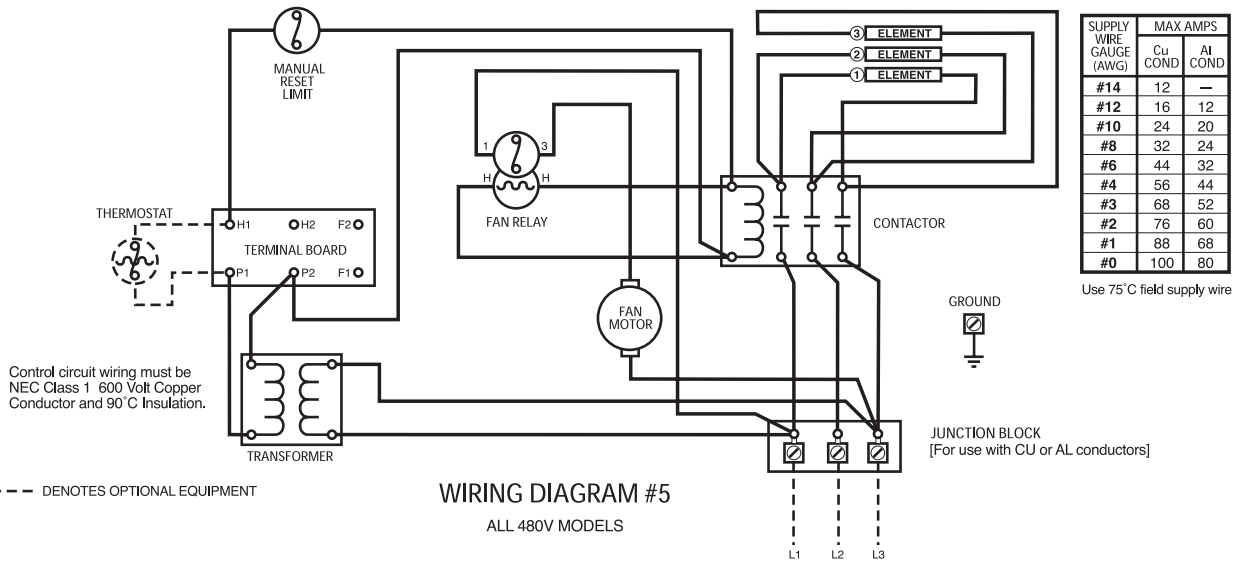 MANUAL
RESET
LIMIT
3 ELEMENT
2 ELEMENT
1 ELEMENT
SUPPLY
WIRE
GAUGE
(AWG)
MAX AMPS
Cu
COND
Al
COND
#14 12 —
#12 16 12
#10 24 20
#8 32 24
#6 44 32
#4 56 44
#3 68 52
#2 76 60
#1 88 68
#0 100 80
Use 75°C field supply wire
1 3
H H
FAN RELAY
CONTACTOR
THERMOSTAT
H1 H2 F2
TERMINAL BOARD
P1 P2 F1
FAN
MOTOR
GROUND
Control circuit wiring must be
NEC Class 1 600 Volt Copper
Conductor and 90°C Insulation.
TRANSFORMER
JUNCTION BLOCK
[For use with CU or AL conductors]
--- DENOTES OPTIONAL EQUIPMENT
WIRING DIAGRAM #5
ALL 480V MODELS
L1 L2 L3